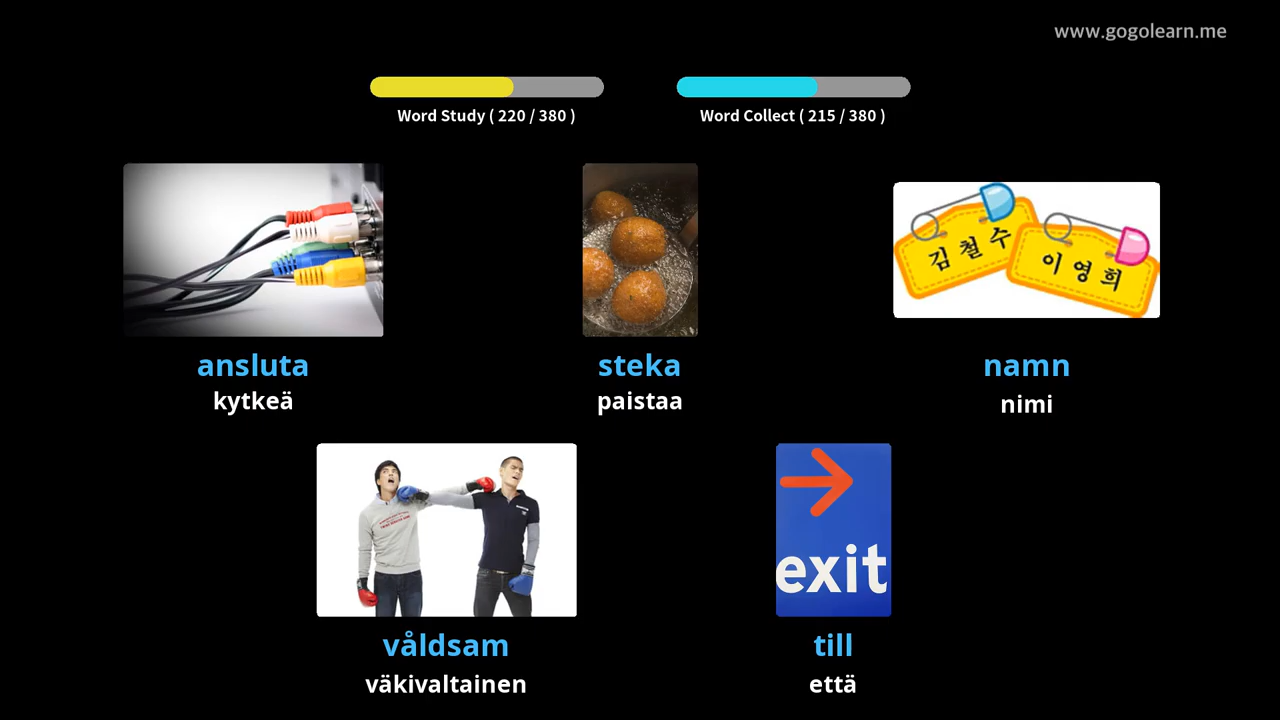 www.gogolearn.me
Word Study ( 220 / 380 )
Word Collect ( 215 / 380 )
김철수
이영희
ansluta
steka
namn
kytkeä
paistaa
nimi
exit
våldsam
till
väkivaltainen
että